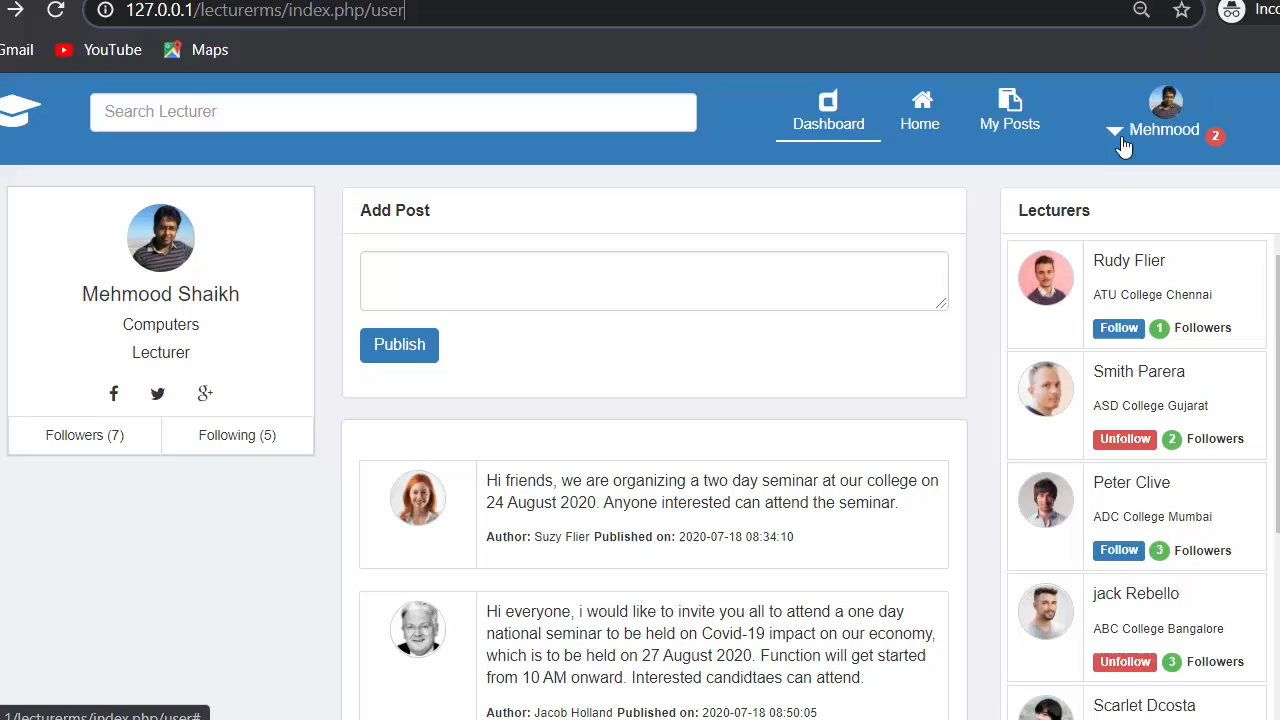 127.0.0.1/lecturerms/index.php/user
Inco
Gmail YouTube Maps
Search Lecturer
Dashboard Home My Posts Mehmood 2
Mehmood Shaikh
Computers
Lecturer
Followers (7) Following (5)
Add Post
Publish
Hi friends, we are organizing a two day seminar at our college on
24 August 2020. Anyone interested can attend the seminar.
Author: Suzy Flier Published on: 2020-07-18 08:34:10
Hi everyone, i would like to invite you all to attend a one day
national seminar to be held on Covid-19 impact on our economy,
which is to be held on 27 August 2020. Function will get started
from 10 AM onward. Interested candidtaes can attend.
Author: Jacob Holland Published on: 2020-07-18 08:50:05
Lecturers
Rudy Flier
ATU College Chennai
Follow 1 Followers
Smith Parera
ASD College Gujarat
Unfollow 2 Followers
Peter Clive
ADC College Mumbai
Follow 3 Followers
jack Rebello
ABC College Bangalore
Unfollow 3 Followers
Scarlet Dcosta
1/lecturerms/index.php/user#